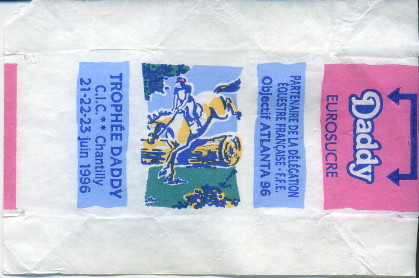 Daddy
EUROSUCRE
PARTENAIRE DE LA DÉLÉGATION
ÉQUESTRE FRANÇAISE - F.F.E.
Objectif ATLANTA 96
TROPHÉE DADDY
C.I.C. ** Chantilly
21-22-23 juin 1996